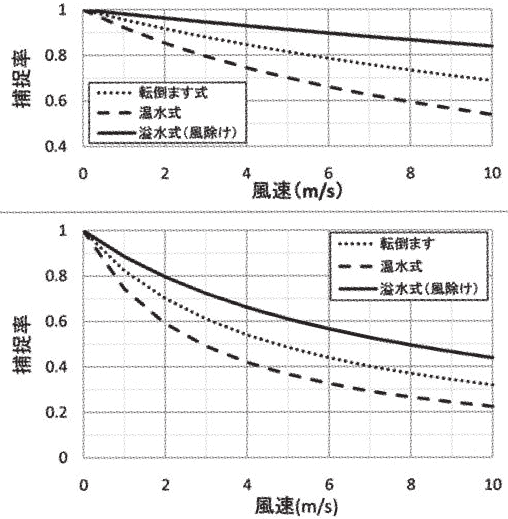 1
0.8
0.6
0.4
捕捉率
転倒ます式
温水式
溢水式(風除け)
0 2 4 6 8 10
風速(m/s)
1
0.8
0.6
0.4
0.2
0
捕捉率
転倒ます
温水式
溢水式(風除け)
0 2 4 6 8 10
風速(m/s)